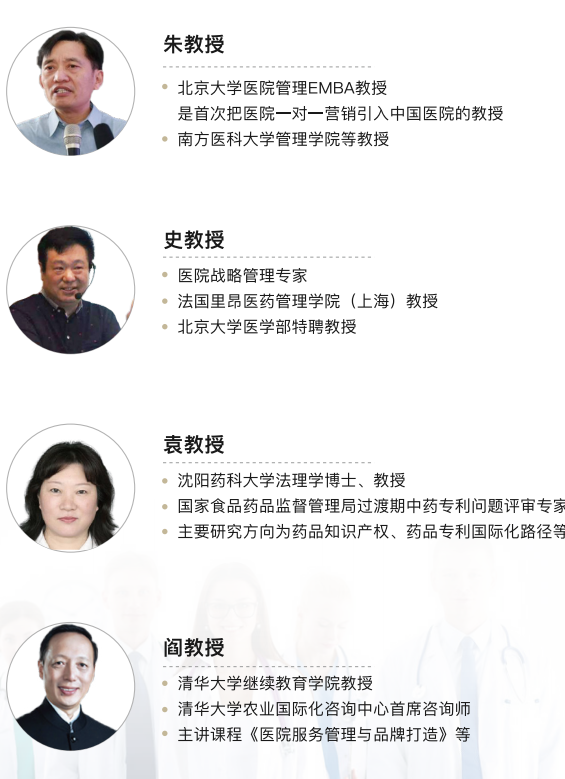 朱教授
北京大学医院管理EMBA教授
是首次把医院一对一营销引入中国医院的教授
南方医科大学管理学院等教授
史教授
医院战略管理专家
法国里昂医药管理学院（上海）教授
北京大学医学部特聘教授
袁教授
沈阳药科大学法理学博士、教授
国家食品药品监督管理局过渡期中药专利问题评审专家
主要研究方向为药品知识产权、药品专利国际化路径等
阎教授
清华大学继续教育学院教授
清华大学农业国际化咨询中心首席咨询师
主讲课程《医院服务管理与品牌打造》等